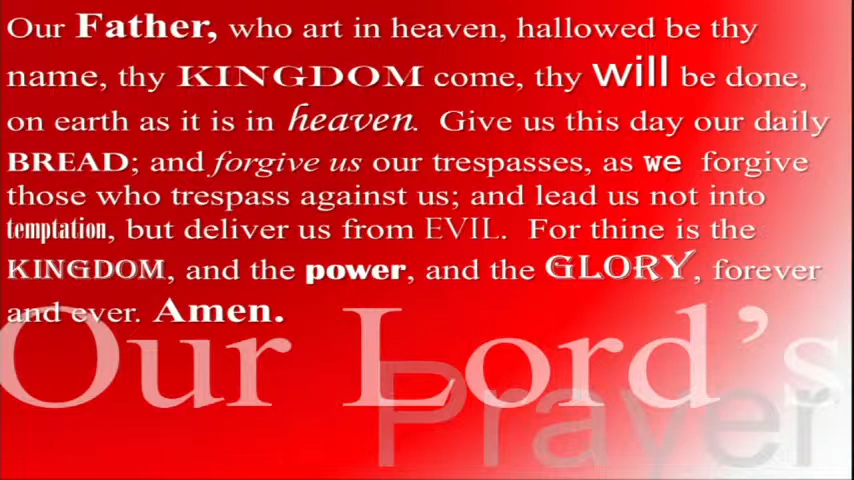 Our Father, who art in heaven, hallowed be thy
name, thy KINGDOM come, thy will be done,
on earth as it is in heaven. Give us this day our daily
BREAD; and forgive us our trespasses, as we forgive
those who trespass against us; and lead us not into
temptation, but deliver us from EVIL. For thine is the
KINGDOM, and the power, and the GLORY, forever
and ever. Amen.
Our Lord's
Prayer